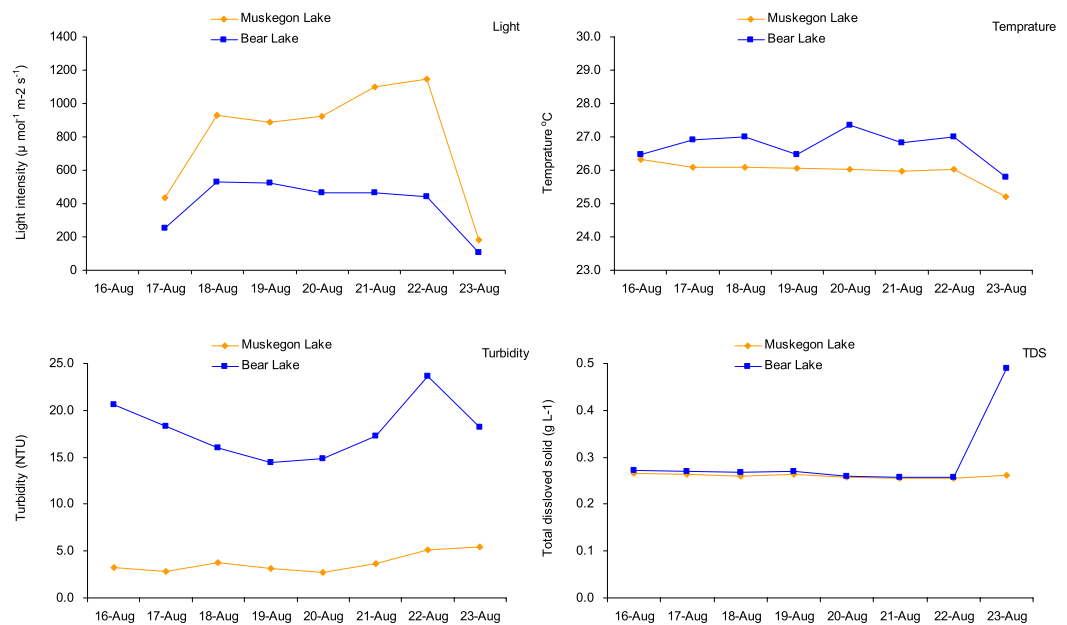 Muskegon Lake
Bear Lake
Light
1400
1200
1000
800
600
400
200
0
Light intensity (µ mol-1 m-2 s-1)
16-Aug 17-Aug 18-Aug 19-Aug 20-Aug 21-Aug 22-Aug 23-Aug
Muskegon Lake
Bear Lake
Temprature
30.0
29.0
28.0
27.0
26.0
25.0
24.0
23.0
Temprature oC
16-Aug 17-Aug 18-Aug 19-Aug 20-Aug 21-Aug 22-Aug 23-Aug
Muskegon Lake
Bear Lake
Turbidity
25.0
20.0
15.0
10.0
5.0
0.0
Turbidity (NTU)
16-Aug 17-Aug 18-Aug 19-Aug 20-Aug 21-Aug 22-Aug 23-Aug
Muskegon Lake
Bear Lake
TDS
0.5
0.4
0.3
0.2
0.1
0.0
Total dissloved solid (g L-1)
16-Aug 17-Aug 18-Aug 19-Aug 20-Aug 21-Aug 22-Aug 23-Aug